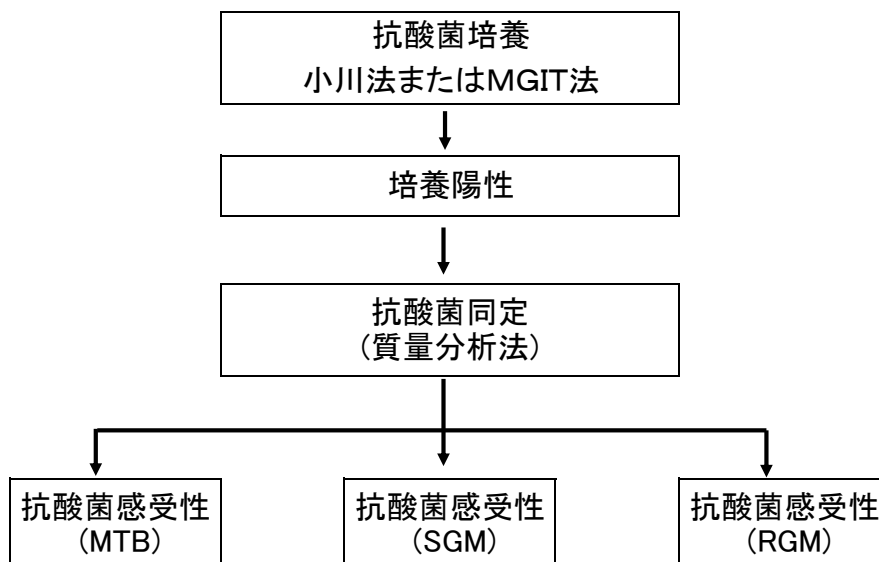 抗酸菌培養
小川法またはMGIT法
培養陽性
抗酸菌同定
(質量分析法)
抗酸菌感受性
(MTB)
抗酸菌感受性
(SGM)
抗酸菌感受性
(RGM)